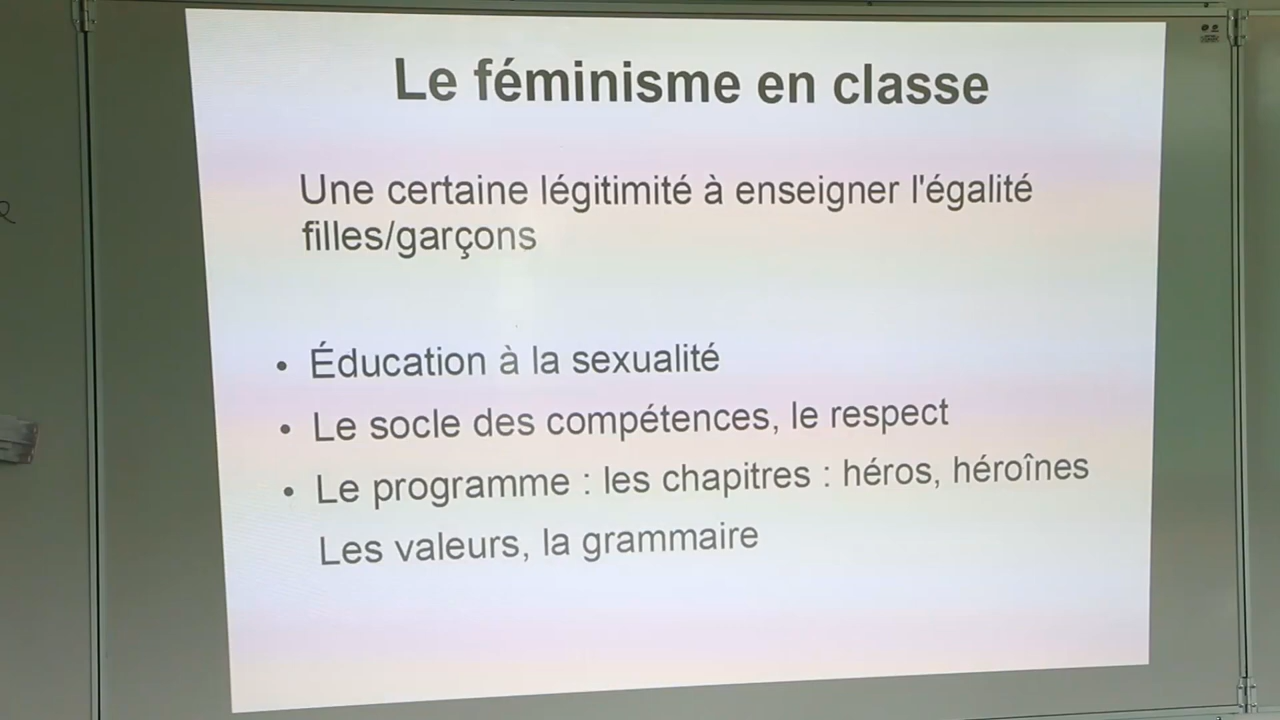 Le féminisme en classe
Une certaine légitimité à enseigner l'égalité
filles/garçons
• Éducation à la sexualité
• Le socle des compétences, le respect
• Le programme : les chapitres : héros, héroînes
Les valeurs, la grammaire